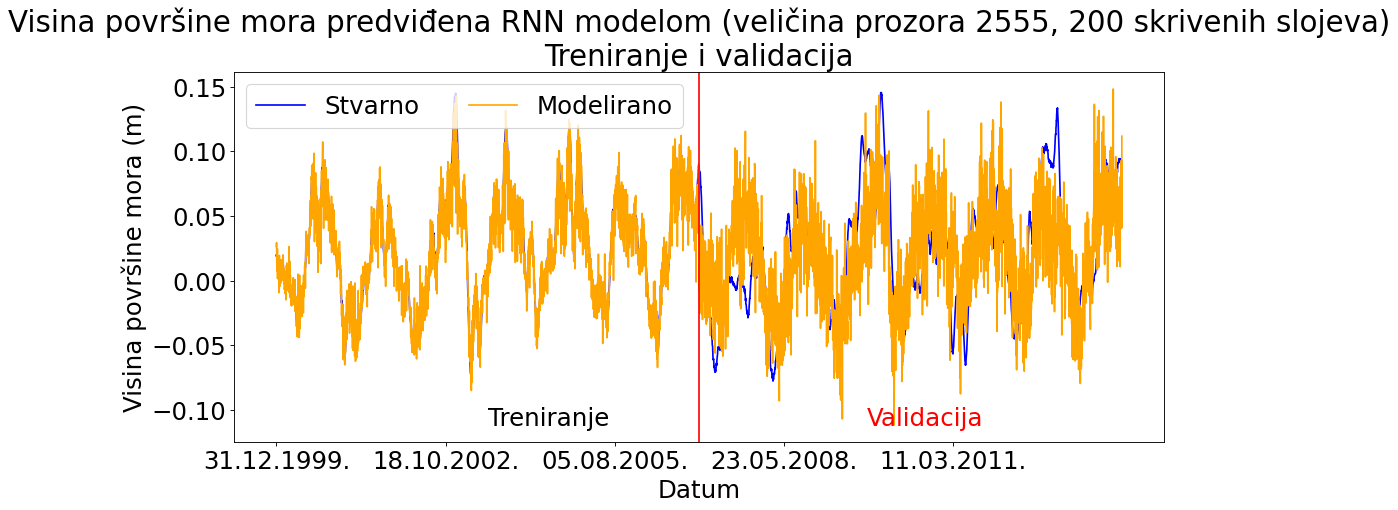 Visina površine mora predviđena RNN modelom (veličina prozora 2555, 200 skrivenih slojeva)
Treniranje i validacija
Stvarno
Modelirano
Visina površine mora (m)
0.15
0.10
0.05
0.00
−0.05
−0.10
Treniranje
Validacija
31.12.1999.
18.10.2002.
05.08.2005.
23.05.2008.
11.03.2011.
Datum